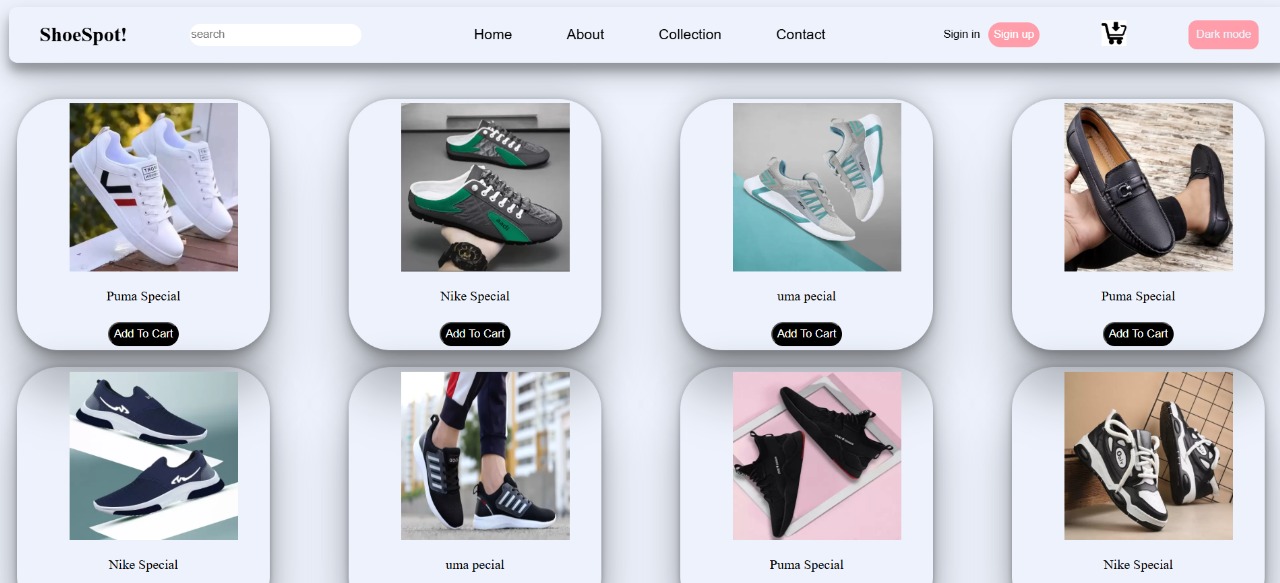 ShoeSpot!
search
Home
About
Collection
Contact
Sigin in
Sigin up
Dark mode
Puma Special
Nike Special
uma pecial
Puma Special
Add To Cart
Add To Cart
Add To Cart
Add To Cart
Nike Special
uma pecial
Puma Special
Nike Special